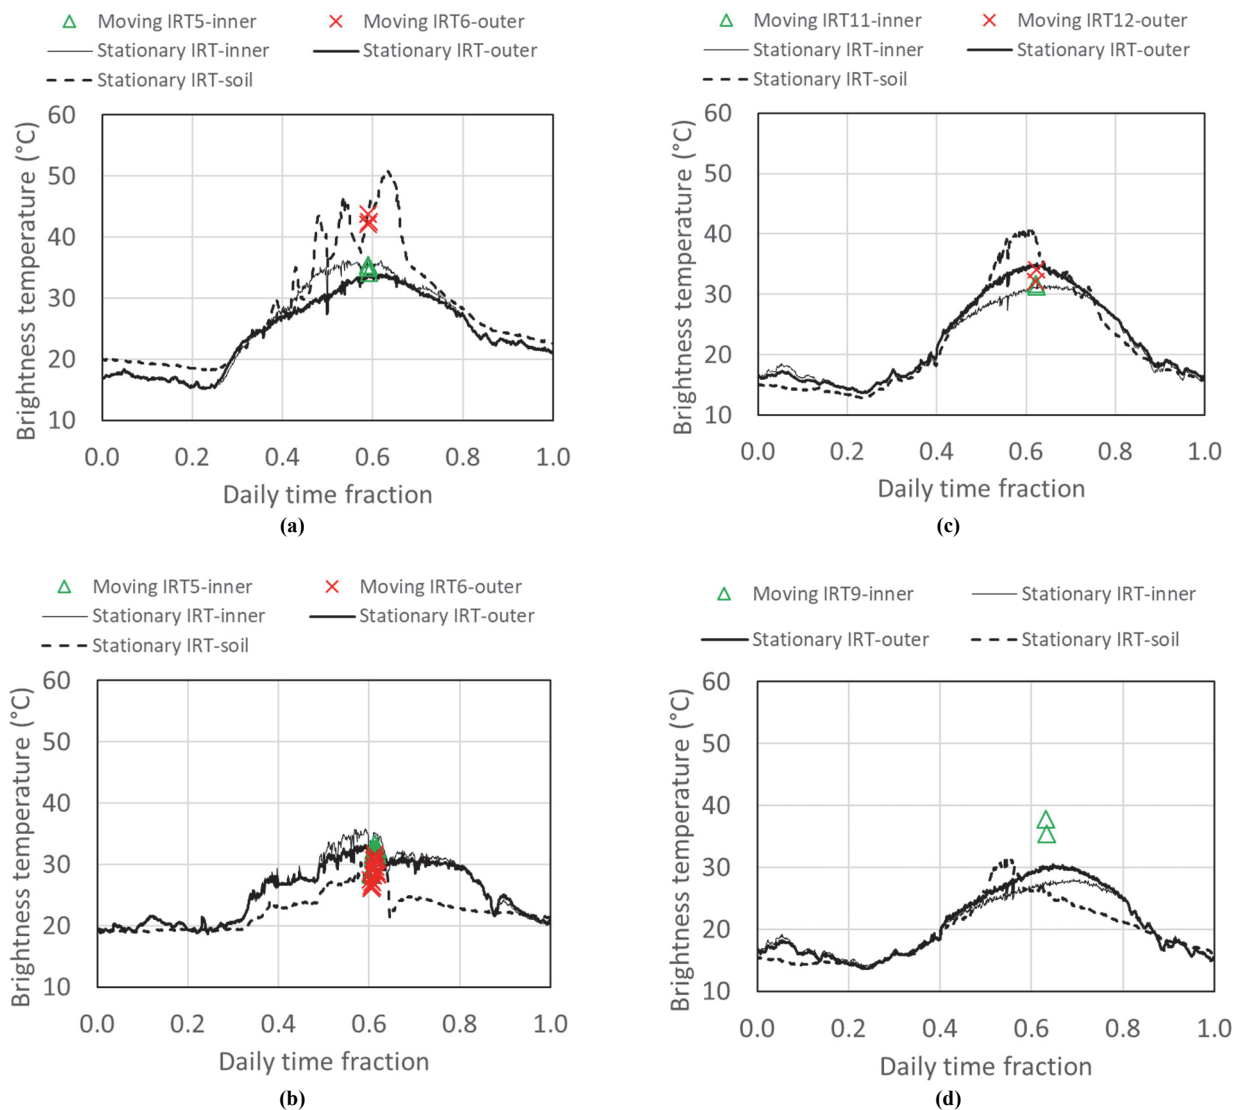 Moving IRT5-inner Moving IRT6-outer
Stationary IRT-inner Stationary IRT-outer
Stationary IRT-soil
60
50
40
30
20
10
Brightness temperature (°C)
0.0 0.2 0.4 0.6 0.8 1.0
Daily time fraction
(a)
Moving IRT11-inner Moving IRT12-outer
Stationary IRT-inner Stationary IRT-outer
Stationary IRT-soil
60
50
40
30
20
10
Brightness temperature (°C)
0.0 0.2 0.4 0.6 0.8 1.0
Daily time fraction
(c)
Moving IRT5-inner Moving IRT6-outer
Stationary IRT-inner Stationary IRT-outer
Stationary IRT-soil
60
50
40
30
20
10
Brightness temperature (°C)
0.0 0.2 0.4 0.6 0.8 1.0
Daily time fraction
(b)
Moving IRT9-inner Stationary IRT-inner
Stationary IRT-outer Stationary IRT-soil
60
50
40
30
20
10
Brightness temperature (°C)
0.0 0.2 0.4 0.6 0.8 1.0
Daily time fraction
(d)